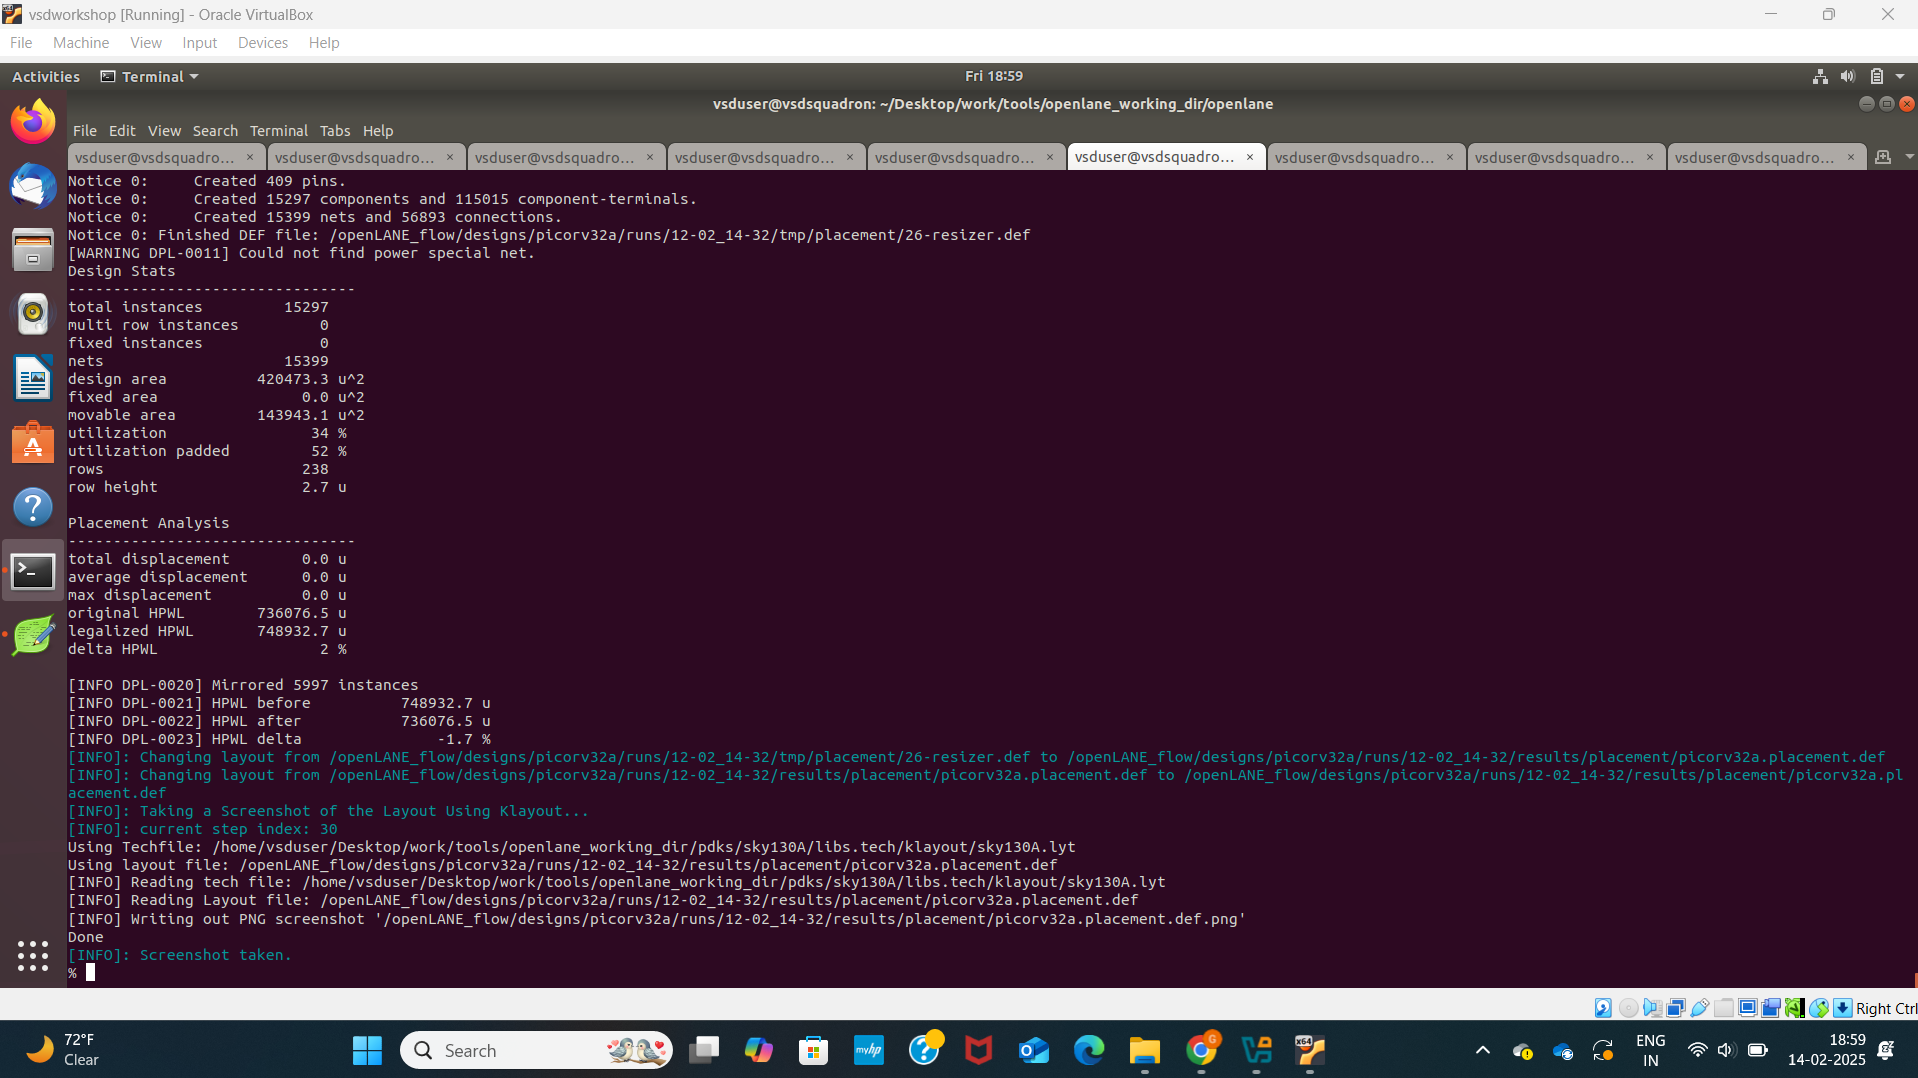 vsdworkshop [Running] - Oracle VirtualBox
File Machine View Input Devices Help
Activities Terminal Fri 18:59
vsduser@vsdsquadron: ~/Desktop/work/tools/openlane_working_dir/openlane
File Edit View Search Terminal Tabs Help
vsduser@vsdsquadro... × vsduser@vsdsquadro... × vsduser@vsdsquadro... × vsduser@vsdsquadro... × vsduser@vsdsquadro... × vsduser@vsdsquadro... × vsduser@vsdsquadro... × vsduser@vsdsquadro... × vsduser@vsdsquadro... ×
Notice 0:     Created 409 pins.
Notice 0:     Created 15297 components and 115015 component-terminals.
Notice 0:     Created 15399 nets and 56893 connections.
Notice 0: Finished DEF file: /openLANE_flow/designs/picorv32a/runs/12-02_14-32/tmp/placement/26-resizer.def
[WARNING DPL-0011] Could not find power special net.
Design Stats
--------------------------------
total instances         15297
multi row instances         0
fixed instances             0
nets                    15399
design area          420473.3 u^2
fixed area                0.0 u^2
movable area         143943.1 u^2
utilization                34 %
utilization padded         52 %
rows                      238
row height                2.7 u
Placement Analysis
--------------------------------
total displacement        0.0 u
average displacement      0.0 u
max displacement          0.0 u
original HPWL        736076.5 u
legalized HPWL       748932.7 u
delta HPWL                  2 %
[INFO DPL-0020] Mirrored 5997 instances
[INFO DPL-0021] HPWL before          748932.7 u
[INFO DPL-0022] HPWL after           736076.5 u
[INFO DPL-0023] HPWL delta               -1.7 %
[INFO]: Changing layout from /openLANE_flow/designs/picorv32a/runs/12-02_14-32/tmp/placement/26-resizer.def to /openLANE_flow/designs/picorv32a/runs/12-02_14-32/results/placement/picorv32a.placement.def
[INFO]: Changing layout from /openLANE_flow/designs/picorv32a/runs/12-02_14-32/results/placement/picorv32a.placement.def to /openLANE_flow/designs/picorv32a/runs/12-02_14-32/results/placement/picorv32a.pl
acement.def
[INFO]: Taking a Screenshot of the Layout Using Klayout...
[INFO]: current step index: 30
Using Techfile: /home/vsduser/Desktop/work/tools/openlane_working_dir/pdks/sky130A/libs.tech/klayout/sky130A.lyt
Using layout file: /openLANE_flow/designs/picorv32a/runs/12-02_14-32/results/placement/picorv32a.placement.def
[INFO] Reading tech file: /home/vsduser/Desktop/work/tools/openlane_working_dir/pdks/sky130A/libs.tech/klayout/sky130A.lyt
[INFO] Reading Layout file: /openLANE_flow/designs/picorv32a/runs/12-02_14-32/results/placement/picorv32a.placement.def
[INFO] Writing out PNG screenshot '/openLANE_flow/designs/picorv32a/runs/12-02_14-32/results/placement/picorv32a.placement.def.png'
Done
[INFO]: Screenshot taken.
%
Right Ctrl
72°F
Clear
Search
myhp
G
X64
ENG
IN
18:59
14-02-2025